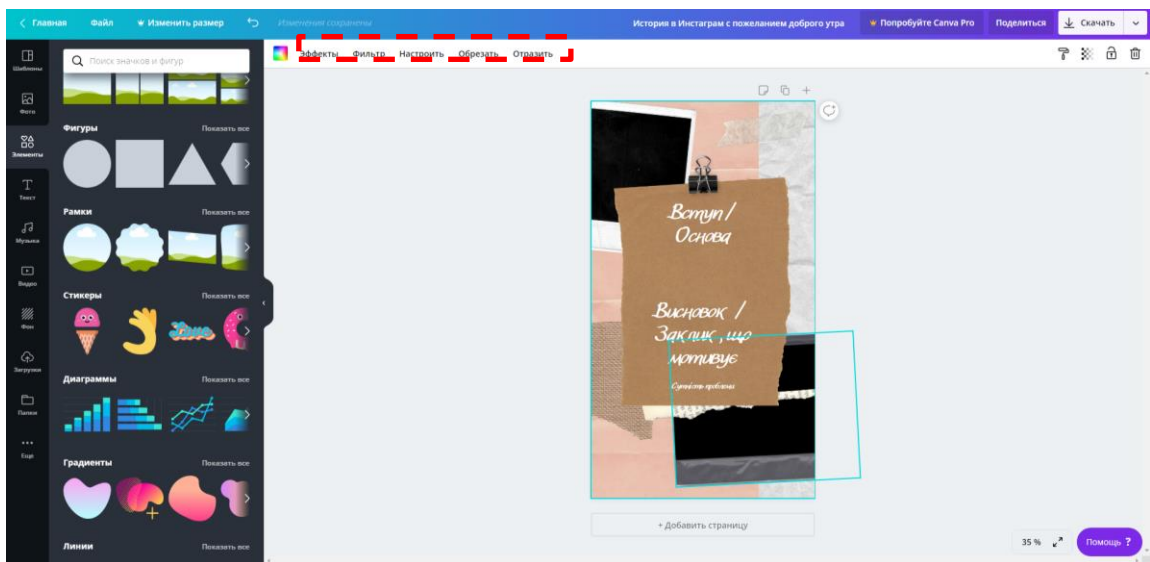 Главная Файл Изменить размер Изменения сохранены История в Инстаграм с пожеланием доброго утра Попробуйте Canva Pro Поделиться Скачать
Эффекты Фильтр Настроить Обрезать Отразить
Поиск значков и фигур
Шаблоны
Фото
Элементы
Текст
Музыка
Видео
Фон
Загрузки
Папки
Еще
Фигуры Показать все
Рамки Показать все
Стикеры Показать все
Love
Диаграммы Показать все
Градиенты Показать все
Линии Показать все
Вступ /
Основа
Висновок /
Заклик , що
мотивує
Сутність проблеми
+ Добавить страницу
35 %
Помощь ?